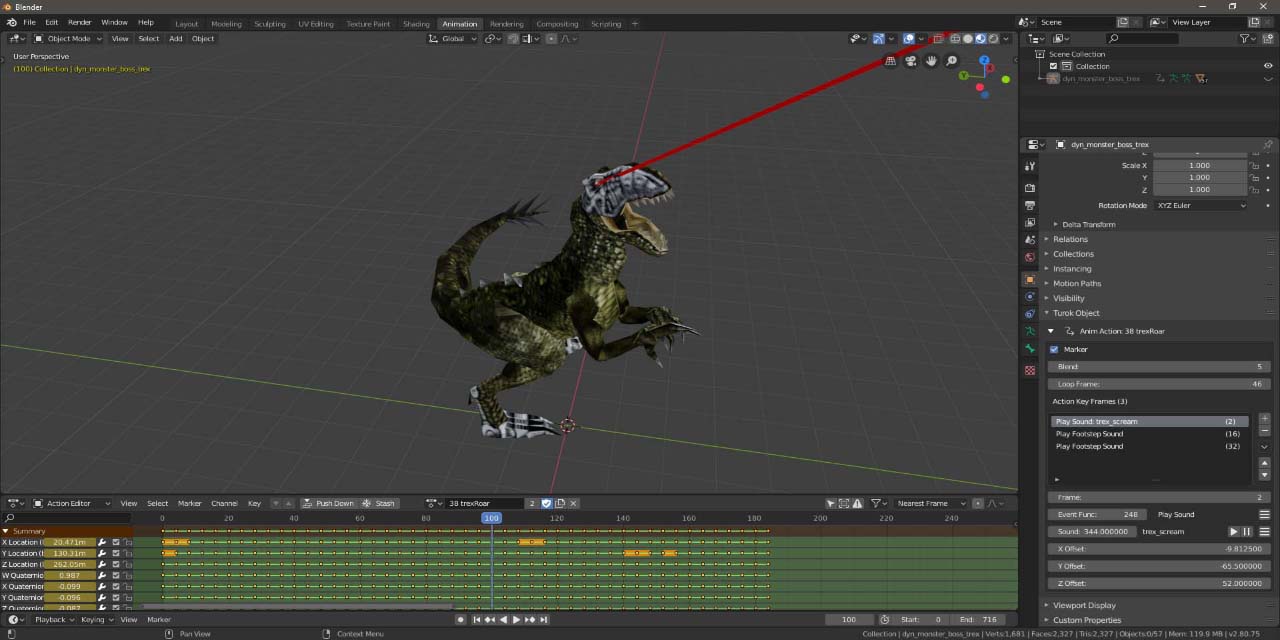 Blender
File Edit Render Window Help
Layout Modeling Sculpting UV Editing Texture Paint Shading Animation Rendering Compositing Scripting +
Scene
View Layer
Object Mode View Select Add Object
Global
User Perspective
(100) Collection | dyn_monster_boss_trex
Z
Y
Scene Collection
Collection
dyn_monster_boss_trex
dyn_monster_boss_trex
Scale X 1.000
Y 1.000
Z 1.000
Rotation Mode XYZ Euler
Delta Transform
Relations
Collections
Instancing
Motion Paths
Visibility
Turok Object
Anim Action: 38 trexRoar
Marker
Blend: 5
Loop Frame: 46
Action Key Frames (3)
Play Sound: trex_scream (2)
Play Footstep Sound (16)
Play Footstep Sound (32)
Frame: 2
Event Func: 248 Play Sound
Sound: 344.000000 trex_scream
X Offset: -9.812500
Y Offset: -65.500000
Z Offset: 52.000000
Viewport Display
Custom Properties
Action Editor View Select Marker Channel Key Push Down Stash 38 trexRoar 2 Nearest Frame
0 20 40 60 80 100 120 140 160 180 200 220 240
Summary
X Location ( 20.471m
Y Location ( 130.31m
Z Location ( 262.05m
W Quaternio 0.987
X Quaternio -0.099
Y Quaternio -0.096
Z Quaternio -0.087
Playback Keying View Marker
100 Start: 0 End: 716
Pan View
Context Menu
Collection | dyn_monster_boss_trex | Verts:1,681 | Faces:2,327 | Tris:2,327 | Objects:0/57 | Mem: 119.9 MB | v2.80.75